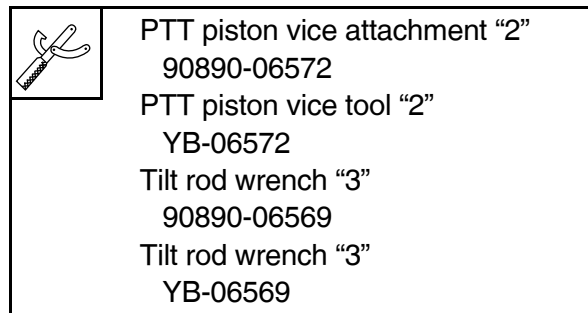 PTT piston vice attachment “2”
90890-06572
PTT piston vice tool “2”
YB-06572
Tilt rod wrench “3”
90890-06569
Tilt rod wrench “3”
YB-06569